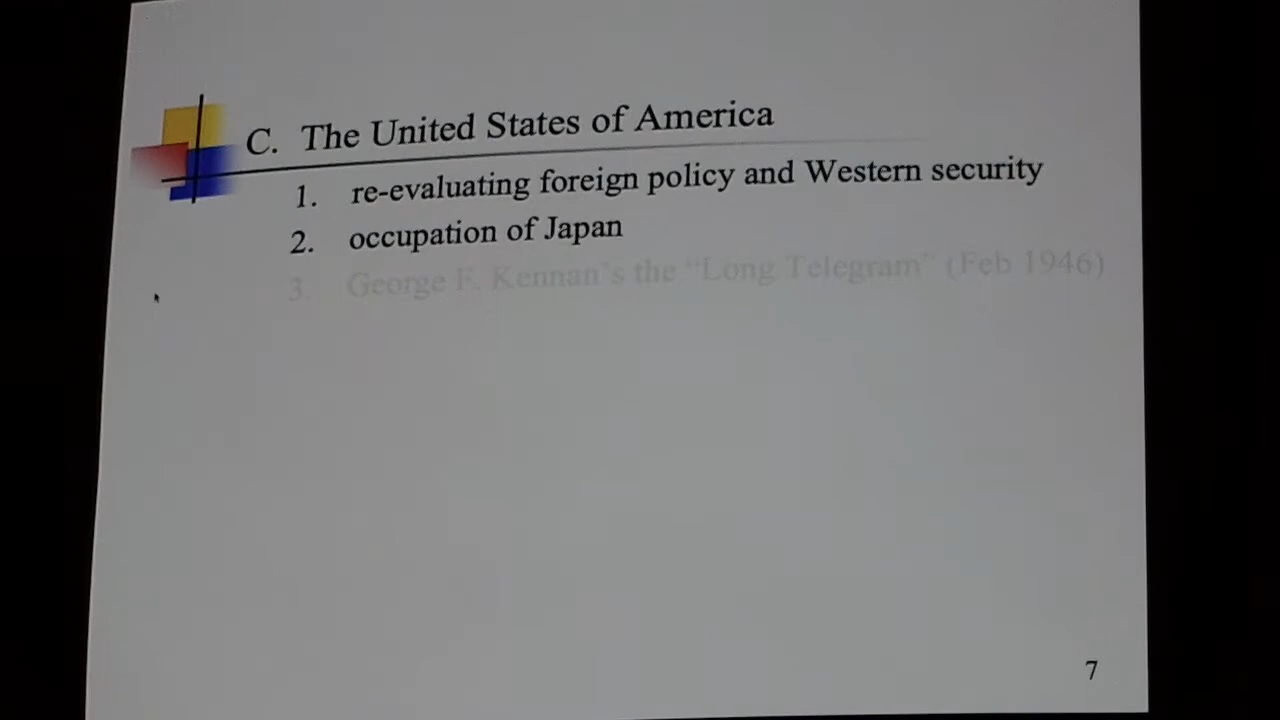 C. The United States of America
1. re-evaluating foreign policy and Western security
2. occupation of Japan
3. George F. Kennan's the "Long Telegram" (Feb 1946)
7